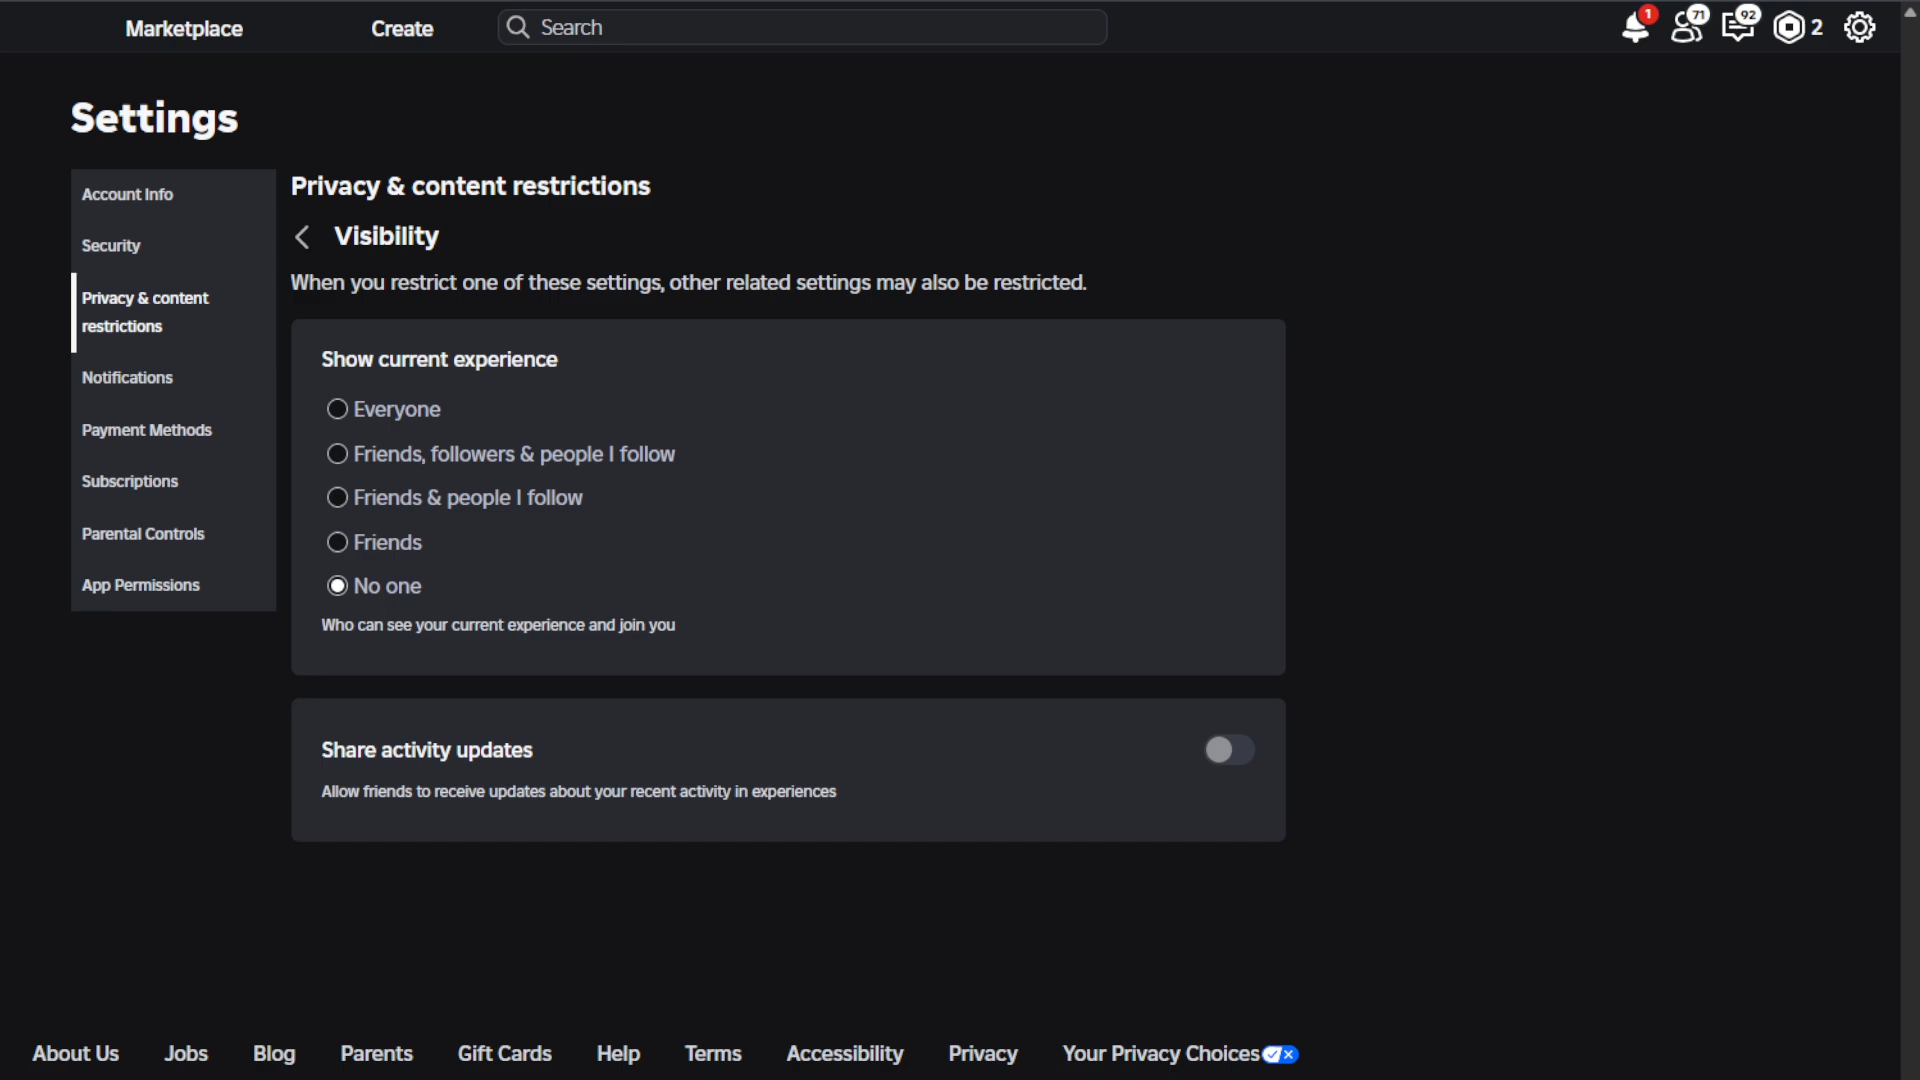 Marketplace
Create
Search
1
71
92
2
Settings
Account Info
Security
Privacy & content
restrictions
Notifications
Payment Methods
Subscriptions
Parental Controls
App Permissions
Privacy & content restrictions
Visibility
When you restrict one of these settings, other related settings may also be restricted.
Show current experience
Everyone
Friends, followers & people I follow
Friends & people I follow
Friends
No one
Who can see your current experience and join you
Share activity updates
Allow friends to receive updates about your recent activity in experiences
About Us
Jobs
Blog
Parents
Gift Cards
Help
Terms
Accessibility
Privacy
Your Privacy Choices